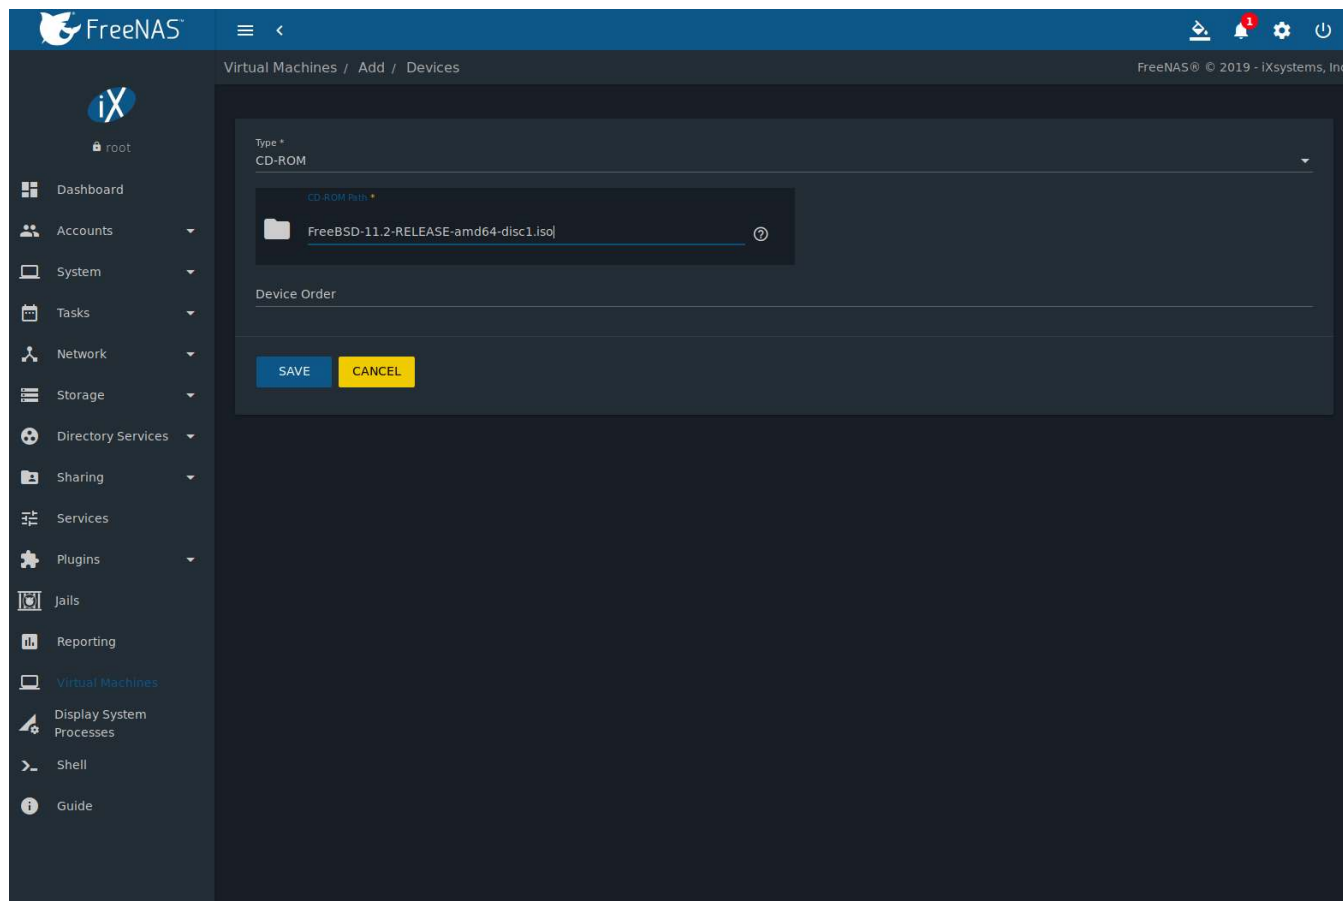 FreeNAS™
1
Virtual Machines / Add / Devices
FreeNAS® © 2019 - iXsystems, Inc
iX
root
Dashboard
Accounts
System
Tasks
Network
Storage
Directory Services
Sharing
Services
Plugins
Jails
Reporting
Virtual Machines
Display System
Processes
Shell
Guide
Type *
CD-ROM
CD-ROM Path *
FreeBSD-11.2-RELEASE-amd64-disc1.iso
Device Order
SAVE
CANCEL